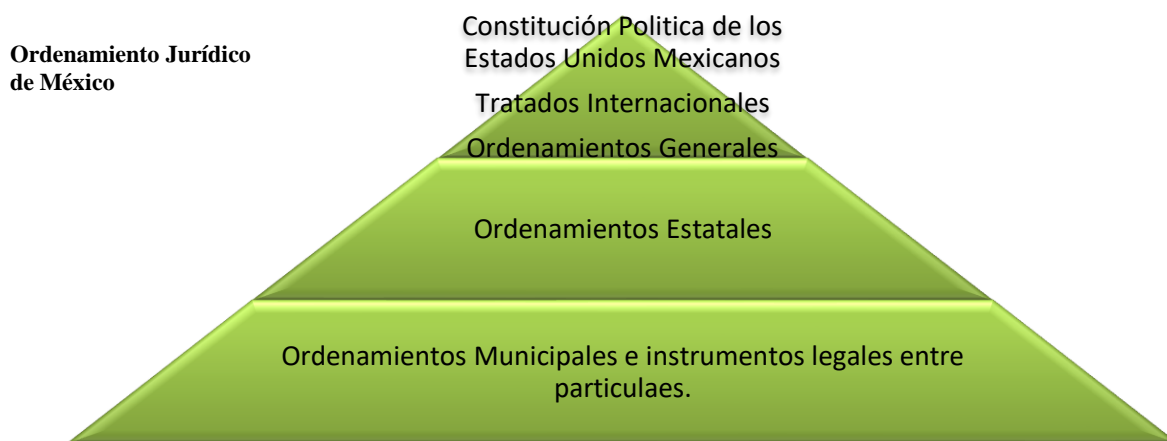 Ordenamiento Jurídico
de México
Constitución Politica de los
Estados Unidos Mexicanos
Tratados Internacionales
Ordenamientos Generales
Ordenamientos Estatales
Ordenamientos Municipales e instrumentos legales entre
particulaes.